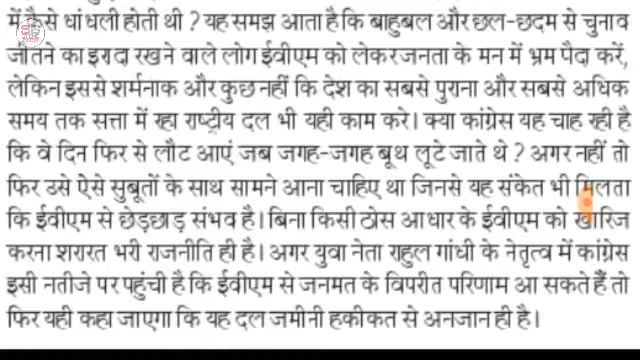 में कैसे धांधली होती थी ? यह समझ आता है कि बाहुबल और छल-छदम से चुनाव
जीतने का इरादा रखने वाले लोग ईवीएम को लेकर जनता के मन में भ्रम पैदा करें,
लेकिन इससे शर्मनाक और कुछ नहीं कि देश का सबसे पुराना और सबसे अधिक
समय तक सत्ता में रहा राष्ट्रीय दल भी यही काम करे। क्या कांग्रेस यह चाह रही है
कि वे दिन फिर से लौट आएं जब जगह-जगह बूथ लूटे जाते थे ? अगर नहीं तो
फिर उसे ऐसे सुबूतों के साथ सामने आना चाहिए था जिनसे यह संकेत भी मिलता
कि ईवीएम से छेड़छाड़ संभव है। बिना किसी ठोस आधार के ईवीएम को खारिज
करना शरारत भरी राजनीति ही है। अगर युवा नेता राहुल गांधी के नेतृत्व में कांग्रेस
इसी नतीजे पर पहुंची है कि ईवीएम से जनमत के विपरीत परिणाम आ सकते हैं तो
फिर यही कहा जाएगा कि यह दल जमीनी हकीकत से अनजान ही है।